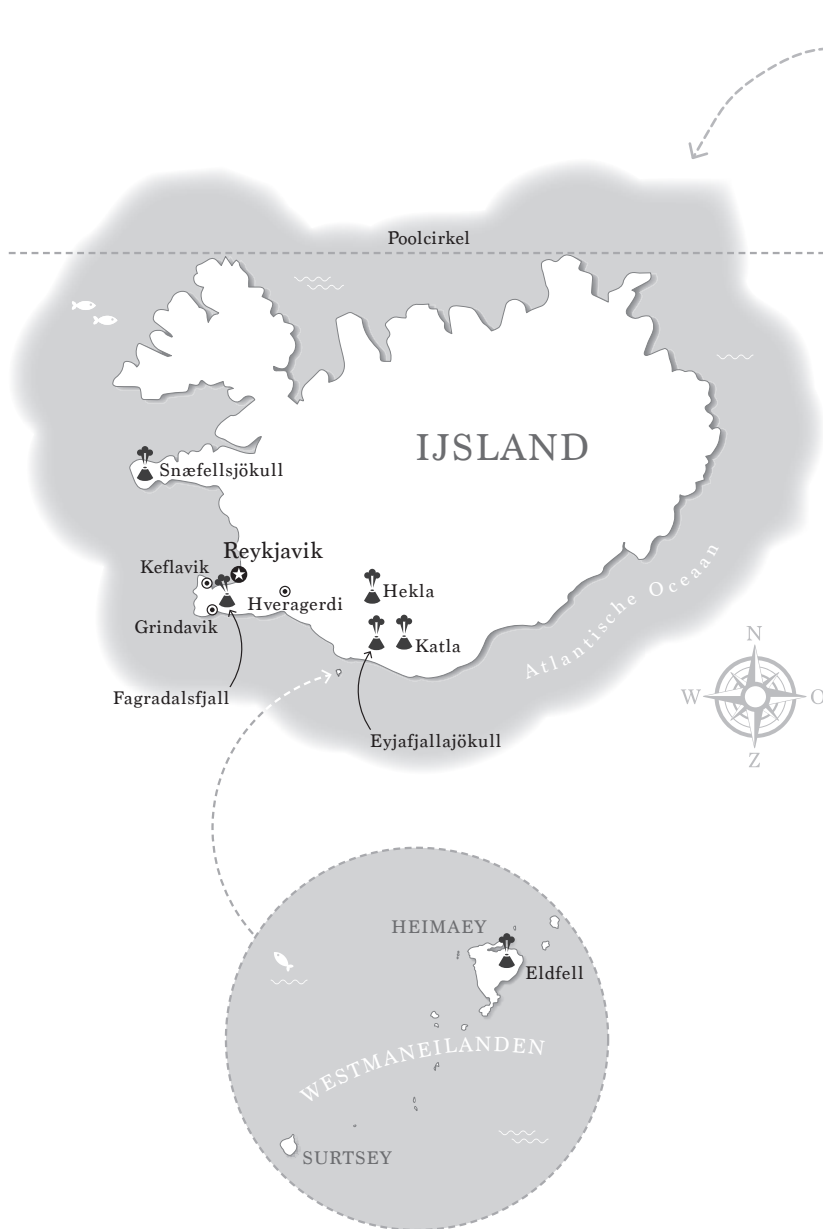 Poolcirkel
IJSLAND
Snæfellsjökull
Reykjavik
Keflavik
Hveragerdi
Hekla
Grindavik
Katla
Atlantische Oceaan
Fagradalsfjall
Eyjafjallajökull
N
W
O
Z
HEIMAEY
Eldfell
WESTMANEILANDEN
SURTSEY